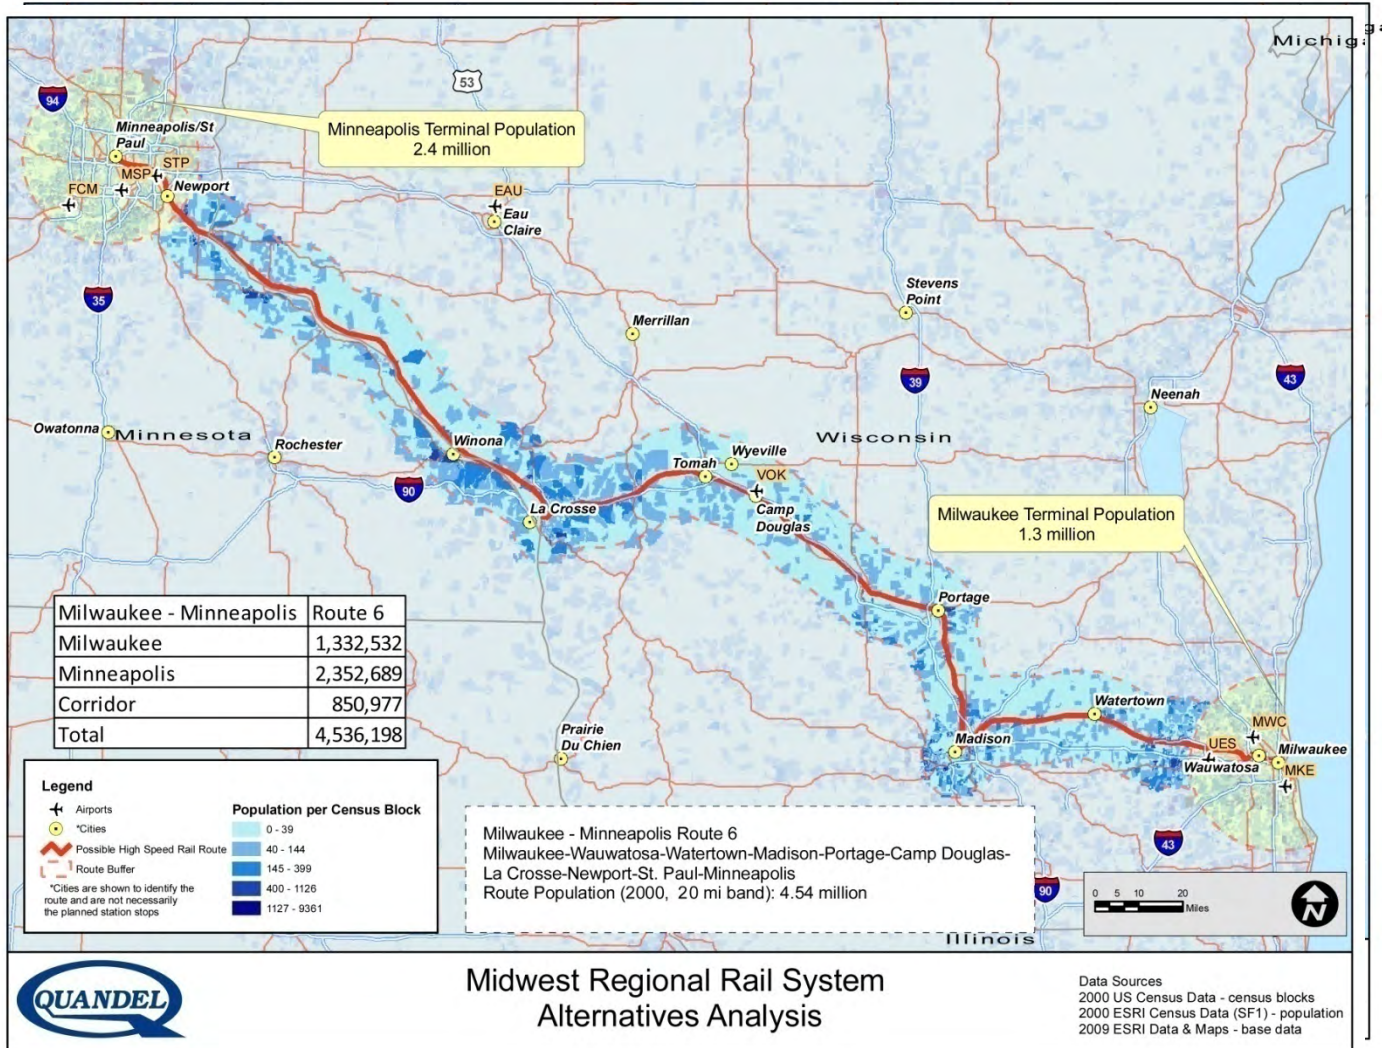 Michig
94
53
Minneapolis/St
Paul
Minneapolis Terminal Population
2.4 million
STP
MSP
FCM
Newport
EAU
Eau
Claire
35
Stevens
Point
Merrillan
39
43
Neenah
Owatonna
Minnesota
Rochester
Winona
Wisconsin
Wyeville
Tomah
VOK
90
La Crosse
Camp
Douglas
Milwaukee Terminal Population
1.3 million
Portage
Milwaukee - Minneapolis Route 6
Milwaukee 1,332,532
Minneapolis 2,352,689
Corridor 850,977
Total 4,536,198
Watertown
Prairie
Du Chien
Madison
MWC
UES
Milwaukee
Wauwatosa
MKE
Legend
Airports
*Cities
Possible High Speed Rail Route
Route Buffer
*Cities are shown to identify the
route and are not necessarily
the planned station stops
Population per Census Block
0 - 39
40 - 144
145 - 399
400 - 1126
1127 - 9361
Milwaukee - Minneapolis Route 6
Milwaukee-Wauwatosa-Watertown-Madison-Portage-Camp Douglas-
La Crosse-Newport-St. Paul-Minneapolis
Route Population (2000, 20 mi band): 4.54 million
43
90
0 5 10 20
Miles
N
Illinois
QUANDEL
Midwest Regional Rail System
Alternatives Analysis
Data Sources
2000 US Census Data - census blocks
2000 ESRI Census Data (SF1) - population
2009 ESRI Data & Maps - base data